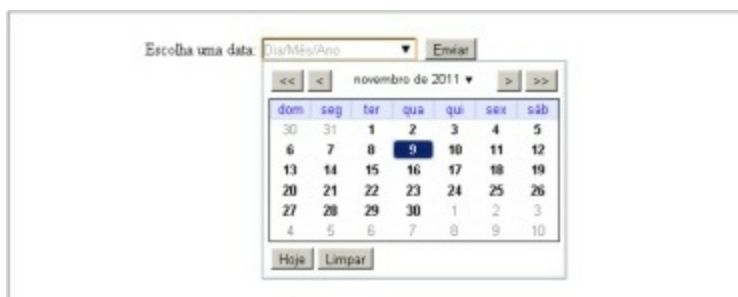 Escolha uma data: Dia/Mês/Ano ▼ Enviar
<< < novembro de 2011 ▼ > >>
dom seg ter qua qui sex sáb
30 31 1 2 3 4 5
6 7 8 9 10 11 12
13 14 15 16 17 18 19
20 21 22 23 24 25 26
27 28 29 30 1 2 3
4 5 6 7 8 9 10
Hoje Limpar